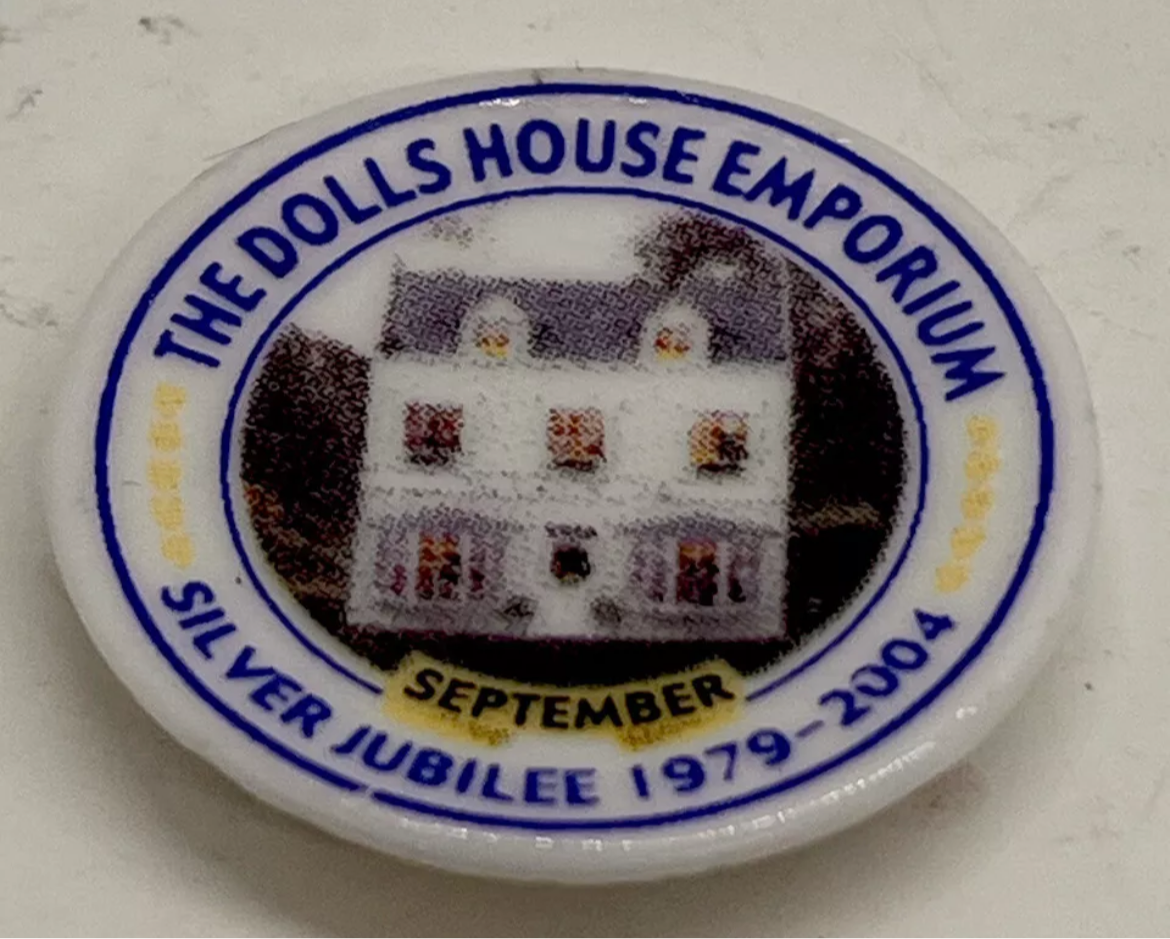 THE DOLLS HOUSE EMPORIUM
SEPTEMBER
SILVER JUBILEE 1979-2004